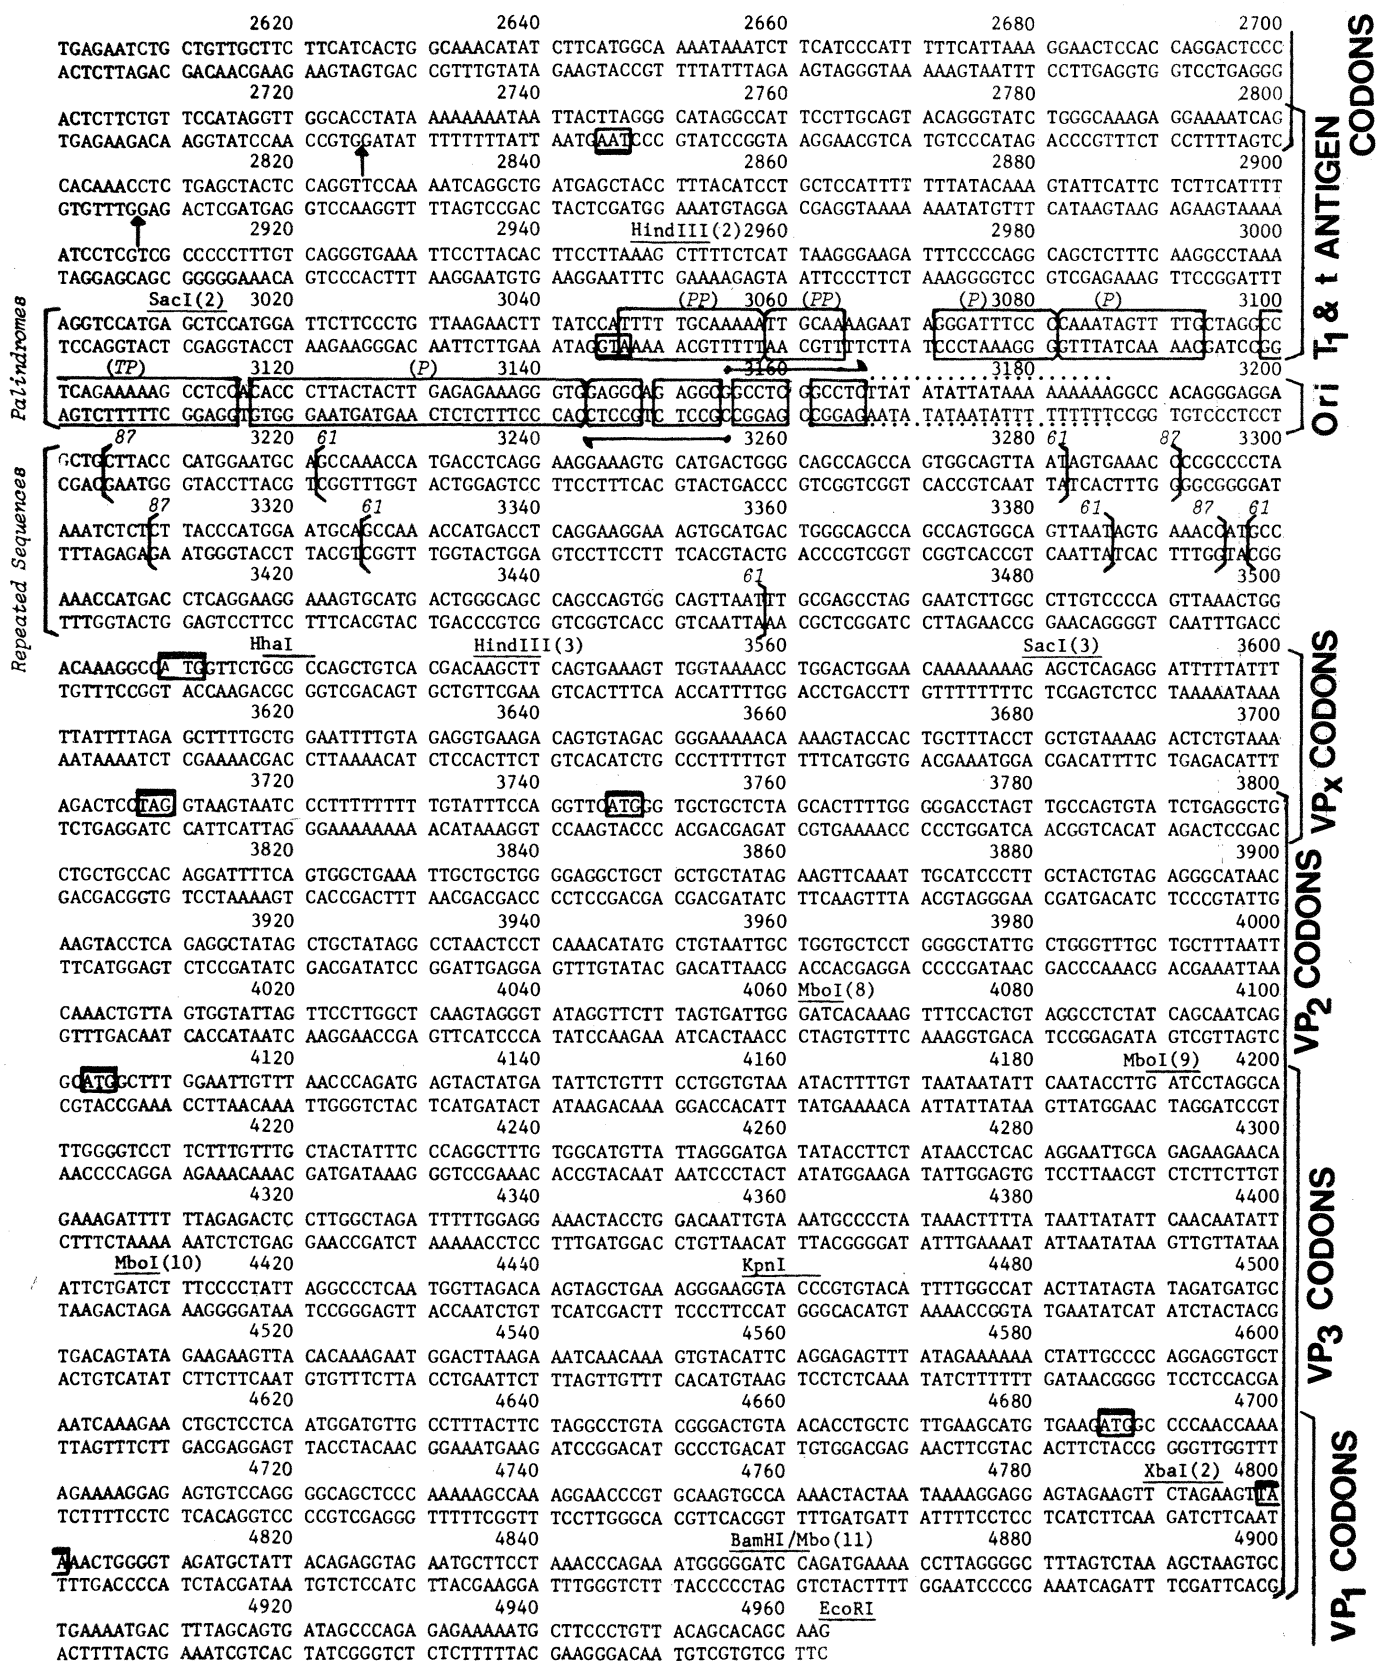 2620 2640 2660 2680 2700
TGAGAATCTG CTGTTGCTTC TTCATCACTG GCAAACATAT CTTCATGGCA AAATAAATCT TCATCCCATT TTTCATTAAA GGAACTCCAC CAGGACTCCC
ACTCTTAGAC GACAACGAAG AAGTAGTGAC CGTTTGTATA GAAGTACCGT TTTATTTAGA AGTAGGGTAA AAAGTAATTT CCTTGAGGTG GTCCTGAGGG
2720 2740 2760 2780 2800
ACTCTTCTGT TTCCATAGGT TGGCACCTATA AAAAAAATAA TTACTTAGGG CATAGGCCAT TCCTTGCAGT ACAGGGTATC TGGGCAAAGA GGAAAATCAG
TGAGAAGACA AAGGTATCCAA CCGTGGATAT TTTTTTTATT AATGAATCCC GTATCCGGTA AGGAACGTCA TGTCCCATAG ACCCGTTTCT CCTTTTAGTC
2820 2840 2860 2880 2900
CACAAACCTC TGAGCTACTC CAGGTTCCAA AATCAGGCTG ATGAGCTACC TTTACATCCT GCTCCATTTT TTTATACAAA GTATTCATTC TCTTCATTTT
GTGTTTGGAG ACTCGATGAG GTCCAAGGTT TTAGTCCGAC TACTCGATGG AAATGTAGGA CGAGGTAAAA AAATATGTTT CATAAGTAAG AGAAGTAAAA
2920 2940 HindIII(2) 2960 2980 3000
ATCCTCGTCG CCCCCTTTGT CAGGGTGAAA TTCCTTACAC TTCCTTAAAG CTTTTCTCAT TAAGGGAAGA TTTCCCCAGG CAGCTCTTTC AAGGCCTAAA
TAGGAGCAGC GGGGGAAACA GTCCCACTTT AAGGAATGTG AAGGAATTTC GAAAAGAGTA ATTCCCTTCT AAAGGGGTCC GTCGAGAAAG TTCCGGATTT
SacI(2) 3020 3040 (PP) 3060 (PP) (P) 3080 (P) 3100
AGGTCCATGA GCTCCATGGA TTCTTCCCTG TTAAGAACTT TATCCATTTT TGCAAAAATT GCAAAAGAAT AGGGATTTCC CCAAATAGTT TTGCTAGGCC
TCCAGGTACT CGAGGTACCT AAGAAGGGAC AATTCTTGAA ATAGGTAAAA ACGTTTTTAA CGTTTTCTTA TCCCTAAAGG GGTTTATCAA AACGATCCGG
(TP) 3120 (P) 3140 3160 3180 3200
TCAGAAAAAG CCTCCACACC CTTACTACTT GAGAGAAAGG GTGGAGGCAG AGGCGGCCTC GGCCTCTTAT ATATTATAAA AAAAAAGGCC ACAGGGAGGA
AGTCTTTTTC GGAGGTGTGG GAATGATGAA CTCTCTTTCC CACCTCCGTC TCCGCCGGAG CCGGAGAATA TATAATATTT TTTTTTCCGG TGTCCCTCCT
87 3220 61 3240 3260 3280 61 87 3300
GCTGCTTACC CATGGAATGC AGCCAAACCA TGACCTCAGG AAGGAAAGTG CATGACTGGG CAGCCAGCCA GTGGCAGTTA ATAGTGAAAC CCCGCCCCTA
CGACGAATGG GTACCTTACG TCGGTTTGGT ACTGGAGTCC TTCCTTTCAC GTACTGACCC GTCGGTCGGT CACCGTCAAT TATCACTTTG GGGCGGGGAT
87 3320 61 3340 3360 3380 61 87 61
AAATCTCTCT TACCCATGGA ATGCAGCCAA ACCATGACCT CAGGAAGGAA AGTGCATGAC TGGGCAGCCA GCCAGTGGCA GTTAATAGTG AAACCATGCC
TTTAGAGAGA ATGGGTACCT TACGTCGGTT TGGTACTGGA GTCCTTCCTT TCACGTACTG ACCCGTCGGT CGGTCACCGT CAATTATCAC TTTGGTACGG
3420 3440 61 3480 3500
AAACCATGAC CTCAGGAAGG AAAGTGCATG ACTGGGCAGC CAGCCAGTGG CAGTTAATTT GCGAGCCTAG GAATCTTGGC CTTGTCCCCA GTTAAACTGG
TTTGGTACTG GAGTCCTTCC TTTCACGTAC TGACCCGTCG GTCGGTCACC GTCAATTAAA CGCTCGGATC CTTAGAACCG GAACAGGGGT CAATTTGACC
HhaI HindIII(3) 3560 SacI(3) 3600
ACAAAGGCCA TGGTTCTGCG CCAGCTGTCA CGACAAGCTT CAGTGAAAGT TGGTAAAACC TGGACTGGAA CAAAAAAAAG AGCTCAGAGG ATTTTTATTT
TGTTTCCGGT ACCAAGACGC GGTCGACAGT GCTGTTCGAA GTCACTTTCA ACCATTTTGG ACCTGACCTT GTTTTTTTTC TCGAGTCTCC TAAAAATAAA
3620 3640 3660 3680 3700
TTATTTTAGA GCTTTTGCTG GAATTTTGTA GAGGTGAAGA CAGTGTAGAC GGGAAAAACA AAAGTACCAC TGCTTTACCT GCTGTAAAAG ACTCTGTAAA
AATAAAATCT CGAAAACGAC CTTAAAACAT CTCCACTTCT GTCACATCTG CCCTTTTTGT TTTCATGGTG ACGAAATGGA CGACATTTTC TGAGACATTT
3720 3740 3760 3780 3800
AGACTCCTAG GTAAGTAATC CCTTTTTTTT TGTATTTCCA GGTTCATGGG TGCTGCTCTA GCACTTTTGG GGGACCTAGT TGCCAGTGTA TCTGAGGCTG
TCTGAGGATC CATTCATTAG GGAAAAAAAA ACATAAAGGT CCAAGTACCC ACGACGAGAT CGTGAAAACC CCCTGGATCA ACGGTCACAT AGACTCCGAC
3820 3840 3860 3880 3900
CTGCTGCCAC AGGATTTTCA GTGGCTGAAA TTGCTGCTGG GGAGGCTGCT GCTGCTATAG AAGTTCAAAT TGCATCCCTT GCTACTGTAG AGGGCATAAC
GACGACGGTG TCCTAAAAGT CACCGACTTT AACGACGACC CCTCCGACGA CGACGATATC TTCAAGTTTA ACGTAGGGAA CGATGACATC TCCCGTATTG
3920 3940 3960 3980 4000
AAGTACCTCA GAGGCTATAG CTGCTATAGG CCTAACTCCT CAAACATATG CTGTAATTGC TGGTGCTCCT GGGGCTATTG CTGGGTTTGC TGCTTTAATT
TTCATGGAGT CTCCGATATC GACGATATCC GGATTGAGGA GTTTGTATAC GACATTAACG ACCACGAGGA CCCCGATAAC GACCCAAACG ACGAAATTAA
4020 4040 4060 MboI(8) 4080 4100
CAAACTGTTA GTGGTATTAG TTCCTTGGCT CAAGTAGGGT ATAGGTTCTT TAGTGATTGG GATCACAAAG TTTCCACTGT AGGCCTCTAT CAGCAATCAG
GTTTGACAAT CACCATAATC AAGGAACCGA GTTCATCCCA TATCCAAGAA ATCACTAACC CTAGTGTTTC AAAGGTGACA TCCGGAGATA GTCGTTAGTC
4120 4140 4160 4180 MboI(9) 4200
GCATGGCTTT GGAATTGTTT AACCCAGATG AGTACTATGA TATTCTGTTT CCTGGTGTAA ATACTTTTGT TAATAATATT CAATACCTTG ATCCTAGGCA
CGTACCGAAA CCTTAACAAA TTGGGTCTAC TCATGATACT ATAAGACAAA GGACCACATT TATGAAAACA ATTATTATAA GTTATGGAAC TAGGATCCGT
4220 4240 4260 4280 4300
TTGGGGTCCT TCTTTGTTTG CTACTATTTC CCAGGCTTTG TGGCATGTTA TTAGGGATGA TATACCTTCT ATAACCTCAC AGGAATTGCA GAGAAGAACA
AACCCCAGGA AGAAACAAAC GATGATAAAG GGTCCGAAAC ACCGTACAAT AATCCCTACT ATATGGAAGA TATTGGAGTG TCCTTAACGT CTCTTCTTGT
4320 4340 4360 4380 4400
GAAAGATTTT TTAGAGACTC CTTGGCTAGA TTTTTGGAGG AAACTACCTG GACAATTGTA AATGCCCCTA TAAACTTTTA TAATTATATT CAACAATATT
CTTTCTAAAA AATCTCTGAG GAACCGATCT AAAAACCTCC TTTGATGGAC CTGTTAACAT TTACGGGGAT ATTTGAAAAT ATTAATATAA GTTGTTATAA
MboI(10) 4420 4440 KpnI 4480 4500
ATTCTGATCT TTCCCCTATT AGGCCCTCAA TGGTTAGACA AGTAGCTGAA AGGGAAGGTA CCCGTGTACA TTTTGGCCAT ACTTATAGTA TAGATGATGC
TAAGACTAGA AAGGGGATAA TCCGGGAGTT ACCAATCTGT TCATCGACTT TCCCTTCCAT GGGCACATGT AAAACCGGTA TGAATATCAT ATCTACTACG
4520 4540 4560 4580 4600
TGACAGTATA GAAGAAGTTA CACAAAGAAT GGACTTAAGA AATCAACAAA GTGTACATTC AGGAGAGTTT ATAGAAAAAA CTATTGCCCC AGGAGGTGCT
ACTGTCATAT CTTCTTCAAT GTGTTTCTTA CCTGAATTCT TTAGTTGTTT CACATGTAAG TCCTCTCAAA TATCTTTTTT GATAACGGGG TCCTCCACGA
4620 4640 4660 4680 4700
AATCAAAGAA CTGCTCCTCA ATGGATGTTG CCTTTACTTC TAGGCCTGTA CGGGACTGTA ACACCTGCTC TTGAAGCATG TGAAGATGGC CCCAACCAAA
TTAGTTTCTT GACGAGGAGT TACCTACAAC GGAAATGAAG ATCCGGACAT GCCCTGACAT TGTGGACGAG AACTTCGTAC ACTTCTACCG GGGTTGGTTT
4720 4740 4760 4780 XbaI(2) 4800
AGAAAAGGAG AGTGTCCAGG GGCAGCTCCC AAAAAGCCAA AGGAACCCGT GCAAGTGCCA AAACTACTAA TAAAAGGAGG AGTAGAAGTT CTAGAAGTTA
TCTTTTCCTC TCACAGGTCC CCGTCGAGGG TTTTTCGGTT TCCTTGGGCA CGTTCACGGT TTTGATGATT ATTTTCCTCC TCATCTTCAA GATCTTCAAT
4820 4840 BamHI/Mbo(11) 4880 4900
AAACTGGGGT AGATGCTATT ACAGAGGTAG AATGCTTCCT AAACCCAGAA ATGGGGGATC CAGATGAAAA CCTTAGGGGC TTTAGTCTAA AGCTAAGTGC
TTTGACCCCA TCTACGATAA TGTCTCCATC TTACGAAGGA TTTGGGTCTT TACCCCCTAG GTCTACTTTT GGAATCCCCG AAATCAGATT TCGATTCACG
4920 4940 4960 EcoRI
TGAAAATGAC TTTAGCAGTG ATAGCCCAGA GAGAAAAATG CTTCCCTGTT ACAGCACAGC AAG
ACTTTTACTG AAATCGTCAC TATCGGGTCT CTCTTTTTAC GAAGGGACAA TGTCGTGTCG TTC
Palindromes
Repeated Sequences
T1 & t ANTIGEN CODONS
Ori
VPX CODONS
VP2 CODONS
VP3 CODONS
VP1 CODONS